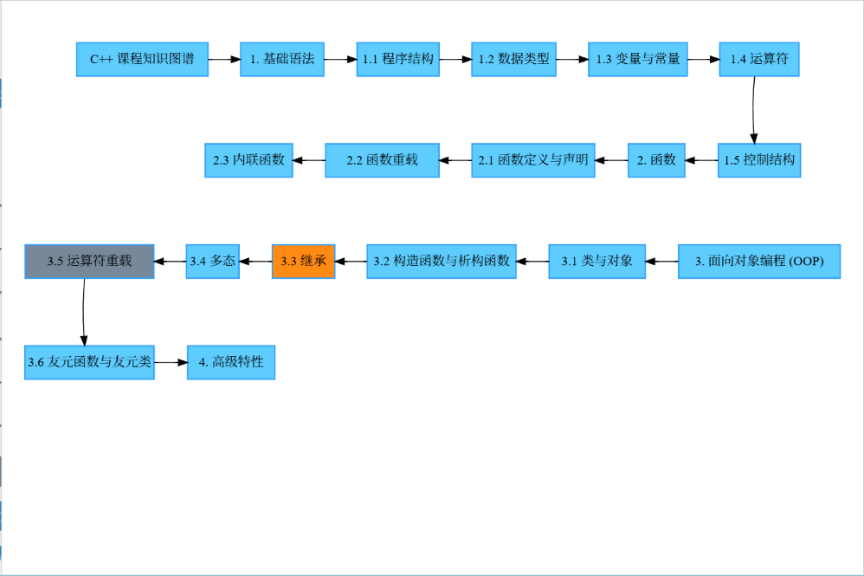 C++ 课程知识图谱
1. 基础语法
1.1 程序结构
1.2 数据类型
1.3 变量与常量
1.4 运算符
2.3 内联函数
2.2 函数重载
2.1 函数定义与声明
2. 函数
1.5 控制结构
3.5 运算符重载
3.4 多态
3.3 继承
3.2 构造函数与析构函数
3.1 类与对象
3. 面向对象编程 (OOP)
3.6 友元函数与友元类
4. 高级特性